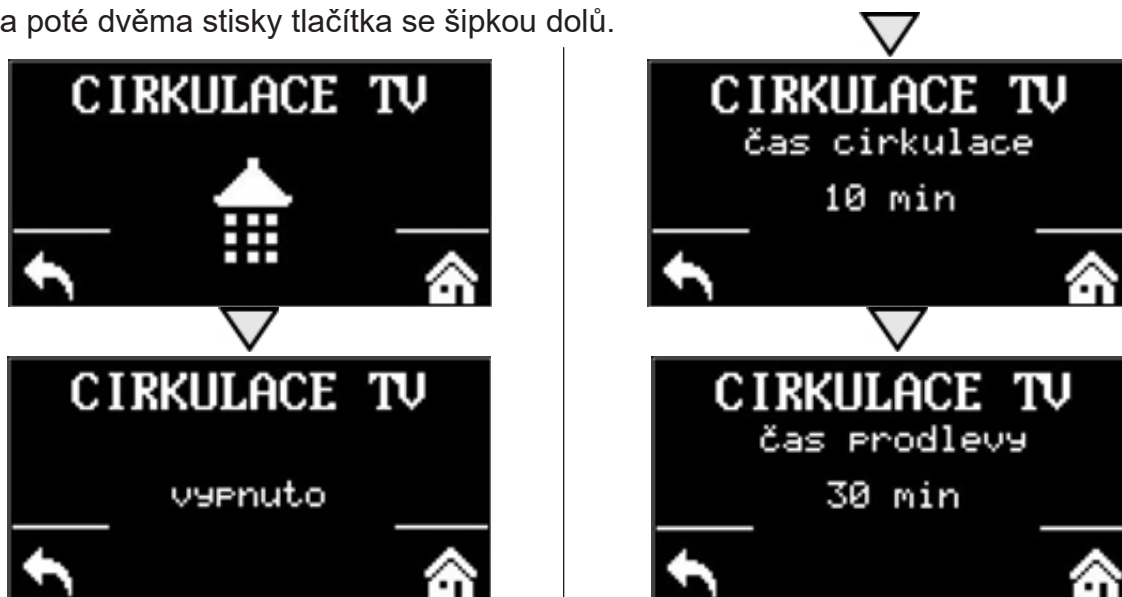 a poté dvěma stisky tlačítka se šipkou dolů.
CIRKULACE TV
CIRKULACE TV
vypnuto
CIRKULACE TV
čas cirkulace
10 min
CIRKULACE TV
čas prodlevy
30 min